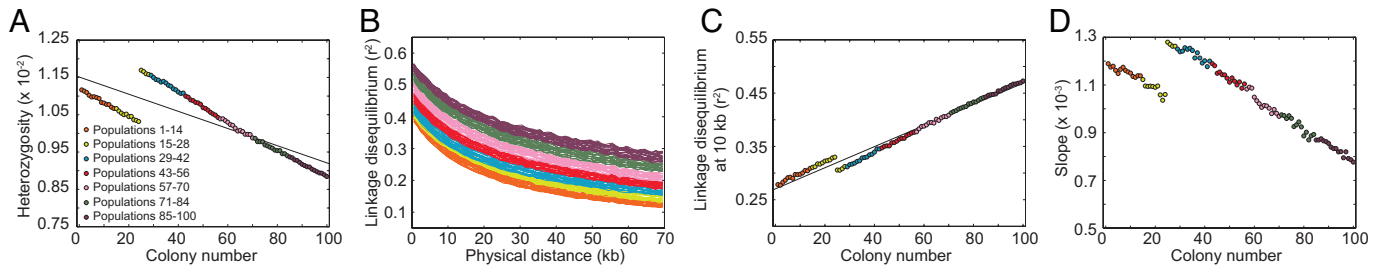 A
Heterozygosity (x 10⁻²)
1.25
1.15
1.05
0.95
0.85
0.75
Populations 1-14
Populations 15-28
Populations 29-42
Populations 43-56
Populations 57-70
Populations 71-84
Populations 85-100
0 20 40 60 80 100
Colony number
B
Linkage disequilibrium (r²)
0.6
0.5
0.4
0.3
0.2
0.1
0 10 20 30 40 50 60 70
Physical distance (kb)
C
Linkage disequilibrium
at 10 kb (r²)
0.55
0.45
0.35
0.25
0 20 40 60 80 100
Colony number
D
Slope (x 10⁻³)
1.3
1.1
0.9
0.7
0.5
0 20 40 60 80 100
Colony number